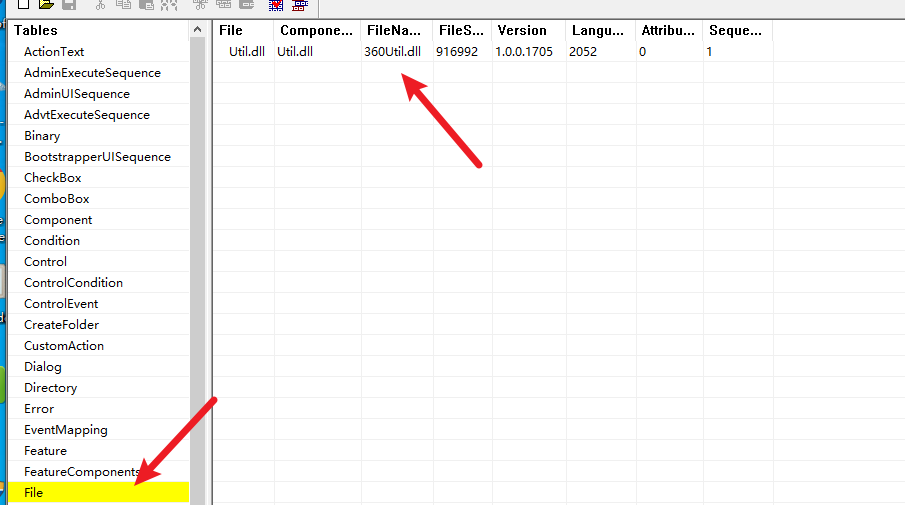 Tables
ActionText
AdminExecuteSequence
AdminUISequence
AdvtExecuteSequence
Binary
BootstrapperUISequence
CheckBox
ComboBox
Component
Condition
Control
ControlCondition
ControlEvent
CreateFolder
CustomAction
Dialog
Directory
Error
EventMapping
Feature
FeatureComponents
File
File Compone... FileNa... FileS... Version Langu... Attribu... Seque...
Util.dll Util.dll 360Util.dll 916992 1.0.0.1705 2052 0 1